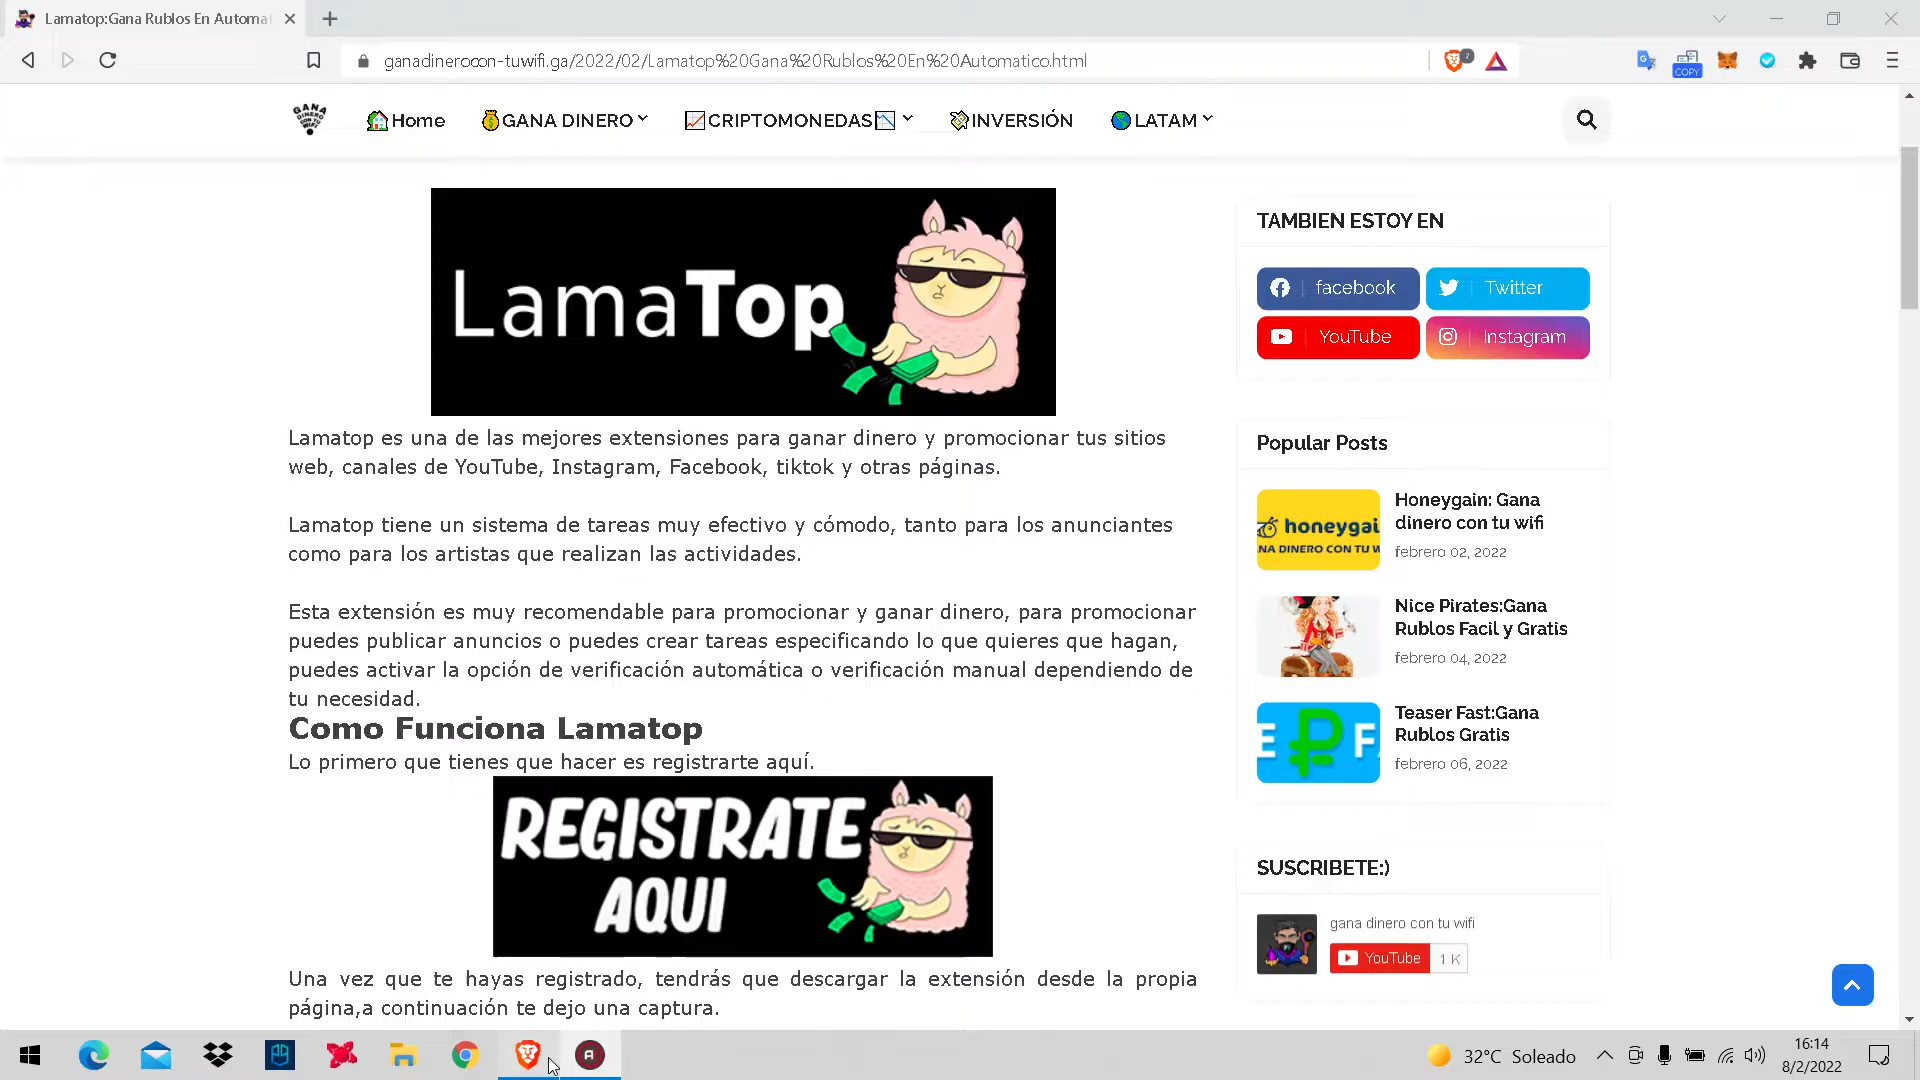 Lamatop:Gana Rublos En Automa
ganadinerocon-tuwifi.ga/2022/02/Lamatop%20Gana%20Rublos%20En%20Automatico.html
2
COPY
GANA
DINERO
CON TU
WIFI
Home
GANA DINERO
CRIPTOMONEDAS
INVERSIÓN
LATAM
LamaTop
Lamatop es una de las mejores extensiones para ganar dinero y promocionar tus sitios
web, canales de YouTube, Instagram, Facebook, tiktok y otras páginas.
Lamatop tiene un sistema de tareas muy efectivo y cómodo, tanto para los anunciantes
como para los artistas que realizan las actividades.
Esta extensión es muy recomendable para promocionar y ganar dinero, para promocionar
puedes publicar anuncios o puedes crear tareas especificando lo que quieres que hagan,
puedes activar la opción de verificación automática o verificación manual dependiendo de
tu necesidad.
Como Funciona Lamatop
Lo primero que tienes que hacer es registrarte aquí.
REGISTRATE
AQUI
Una vez que te hayas registrado, tendrás que descargar la extensión desde la propia
página,a continuación te dejo una captura.
TAMBIEN ESTOY EN
facebook
Twitter
YouTube
Instagram
Popular Posts
honeygai
NA DINERO CON TU W
Honeygain: Gana
dinero con tu wifi
febrero 02, 2022
Nice Pirates:Gana
Rublos Facil y Gratis
febrero 04, 2022
E ₽ F
Teaser Fast:Gana
Rublos Gratis
febrero 06, 2022
SUSCRIBETE:)
gana dinero con tu wifi
YouTube
1 K
32°C Soleado
16:14
8/2/2022